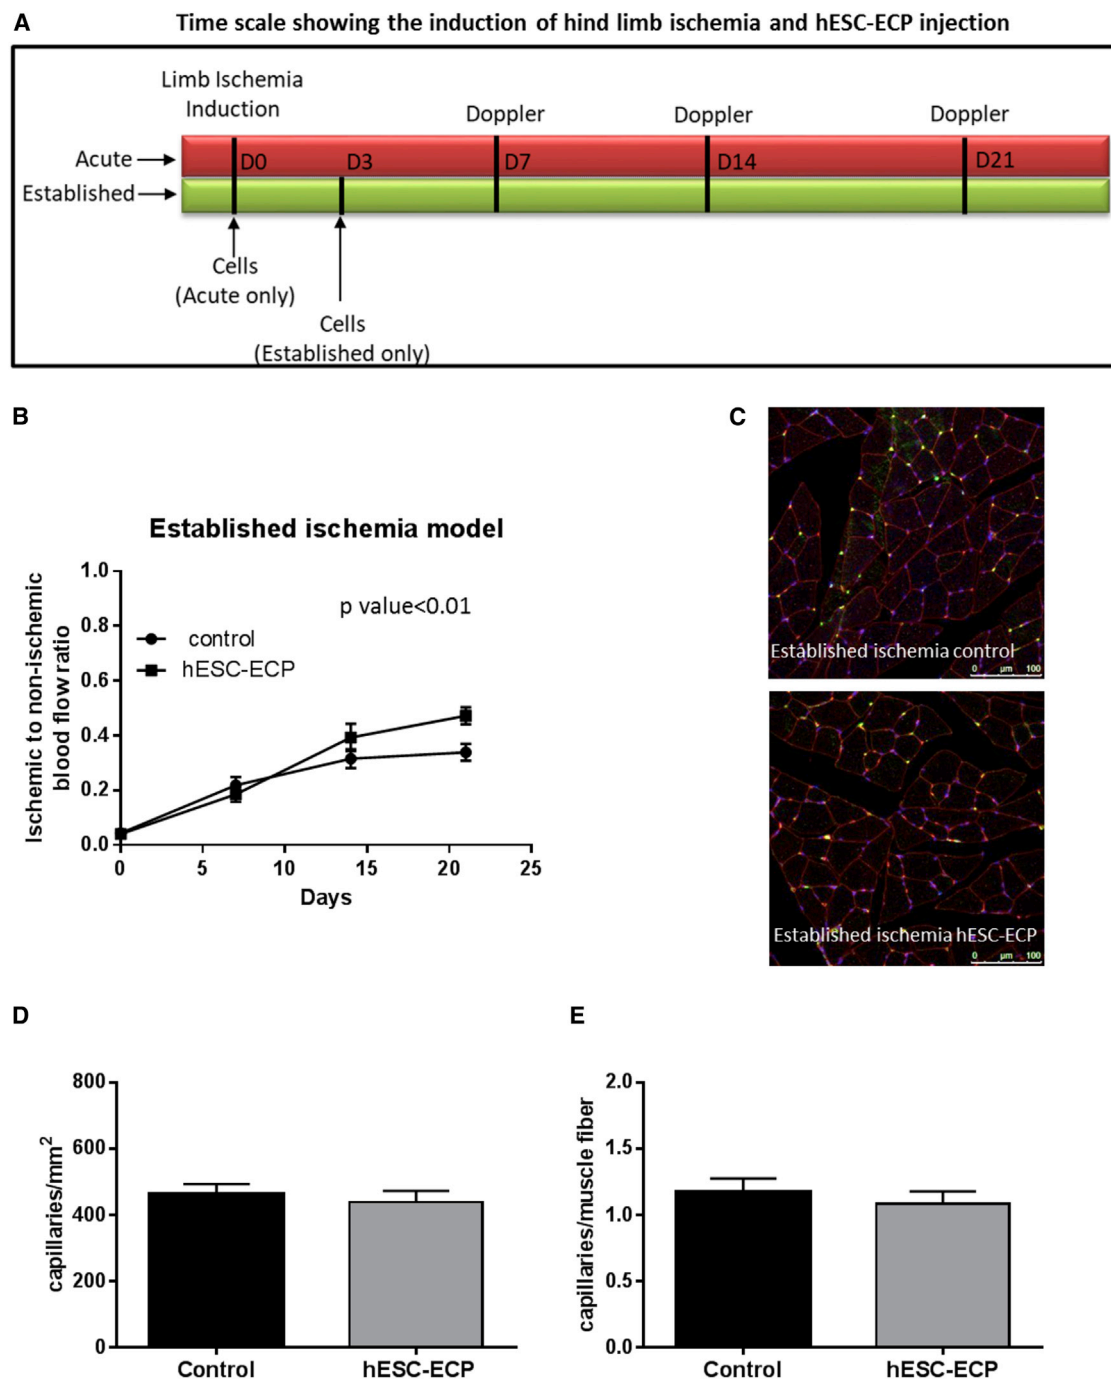 A
Time scale showing the induction of hind limb ischemia and hESC-ECP injection
Limb Ischemia
Induction
Doppler
Doppler
Doppler
Acute
D0
D3
D7
D14
D21
Established
Cells
(Acute only)
Cells
(Established only)
B
Established ischemia model
Ischemic to non-ischemic
blood flow ratio
1.0
0.8
0.6
0.4
0.2
0.0
p value<0.01
control
hESC-ECP
0
5
10
15
20
25
Days
C
Established ischemia control
0 µm 100
Established ischemia hESC-ECP
0 µm 100
D
capillaries/mm²
800
600
400
200
0
Control
hESC-ECP
E
capillaries/muscle fiber
2.0
1.5
1.0
0.5
0.0
Control
hESC-ECP